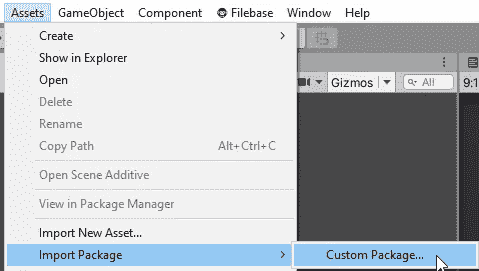 Assets GameObject Component Filebase Window Help
Create
Show in Explorer
Gizmos All 9:1
Open
Delete
Rename
Copy Path Alt+Ctrl+C
Open Scene Additive
View in Package Manager
Import New Asset...
Import Package Custom Package...